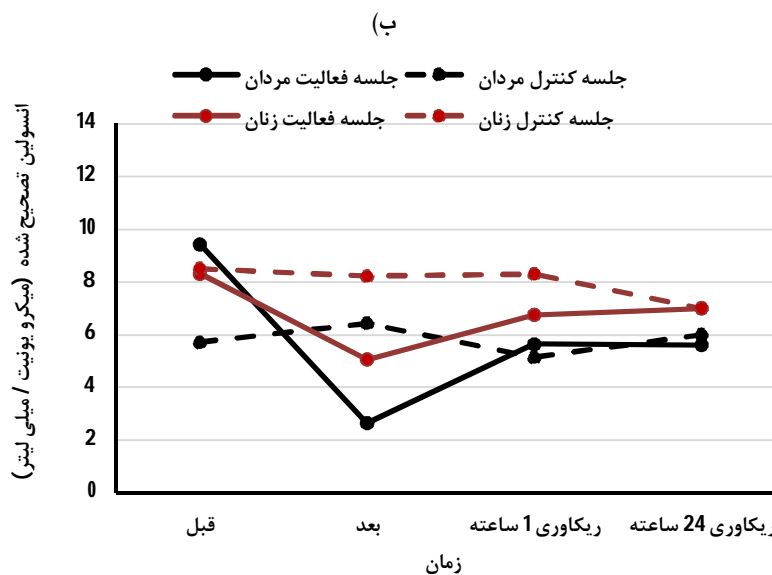 ب)
جلسه فعالیت مردان
جلسه کنترل مردان
جلسه فعالیت زنان
جلسه کنترل زنان
انسولین تصحیح شده (میکرو یونیت / میلی لیتر)
14
12
10
8
6
4
2
0
قبل
بعد
ریکاوری 1 ساعته
ریکاوری 24 ساعته
زمان